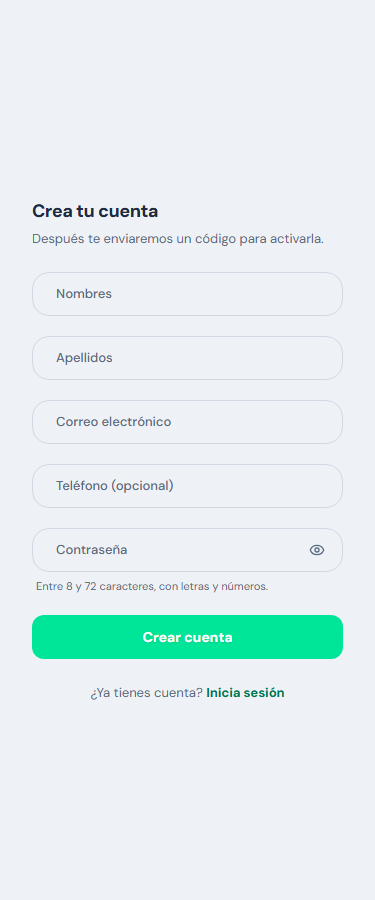 Crea tu cuenta
Después te enviaremos un código para activarla.
Nombres
Apellidos
Correo electrónico
Teléfono (opcional)
Contraseña
Entre 8 y 72 caracteres, con letras y números.
Crear cuenta
¿Ya tienes cuenta? Inicia sesión